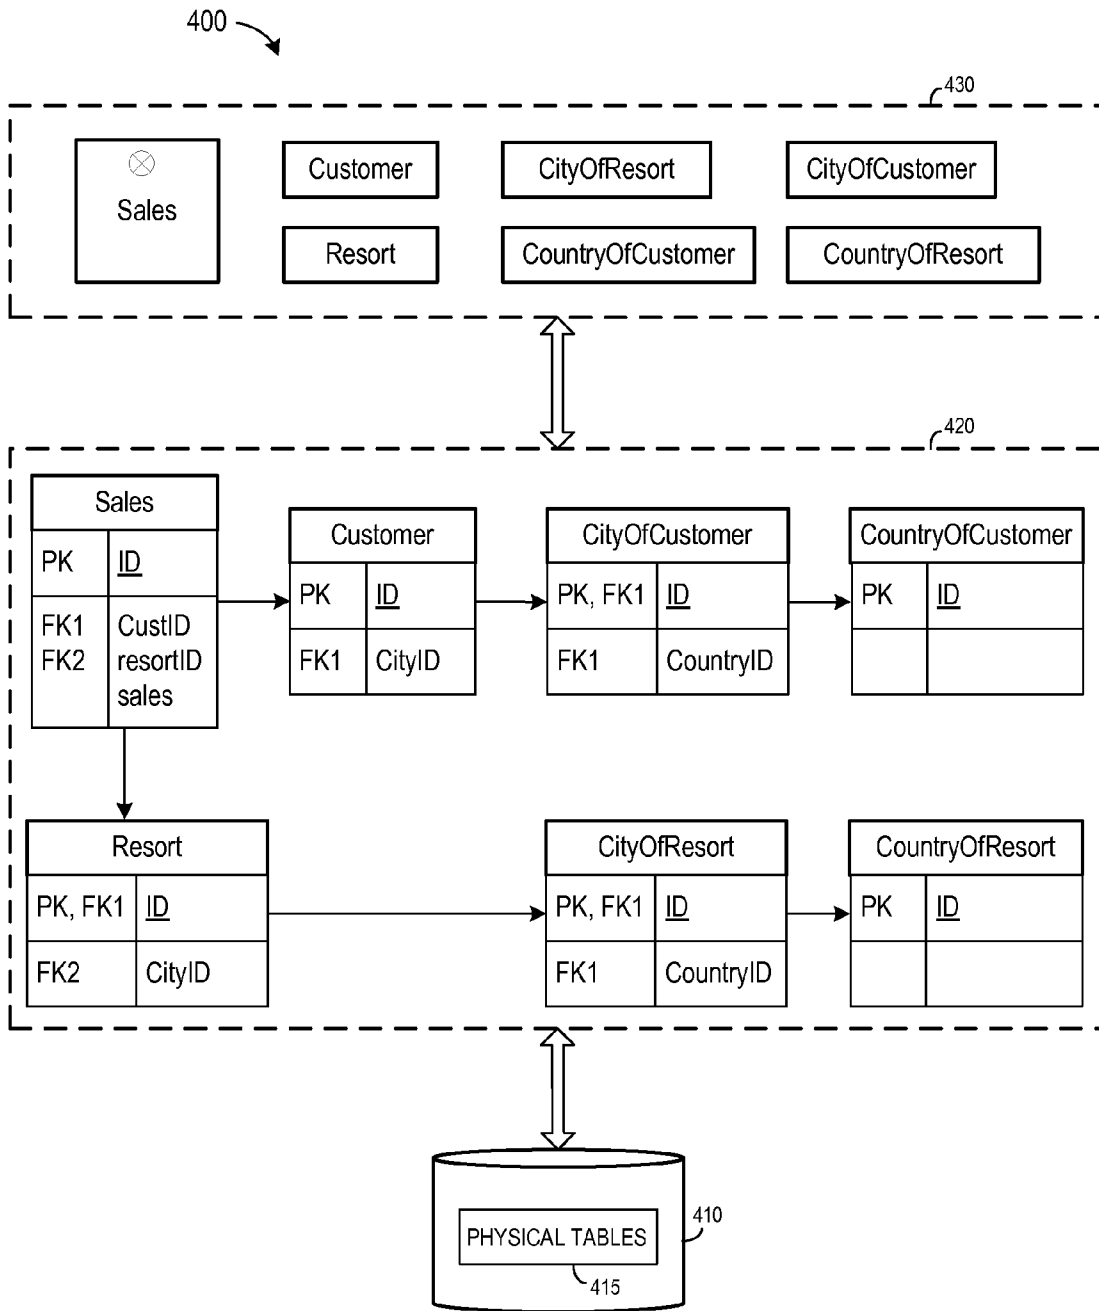 400
430
Sales
Customer
CityOfResort
CityOfCustomer
Resort
CountryOfCustomer
CountryOfResort
420
Sales
PK ID
FK1 CustID
FK2 resortID
sales
Customer
PK ID
FK1 CityID
CityOfCustomer
PK, FK1 ID
FK1 CountryID
CountryOfCustomer
PK ID
Resort
PK, FK1 ID
FK2 CityID
CityOfResort
PK, FK1 ID
FK1 CountryID
CountryOfResort
PK ID
PHYSICAL TABLES
410
415